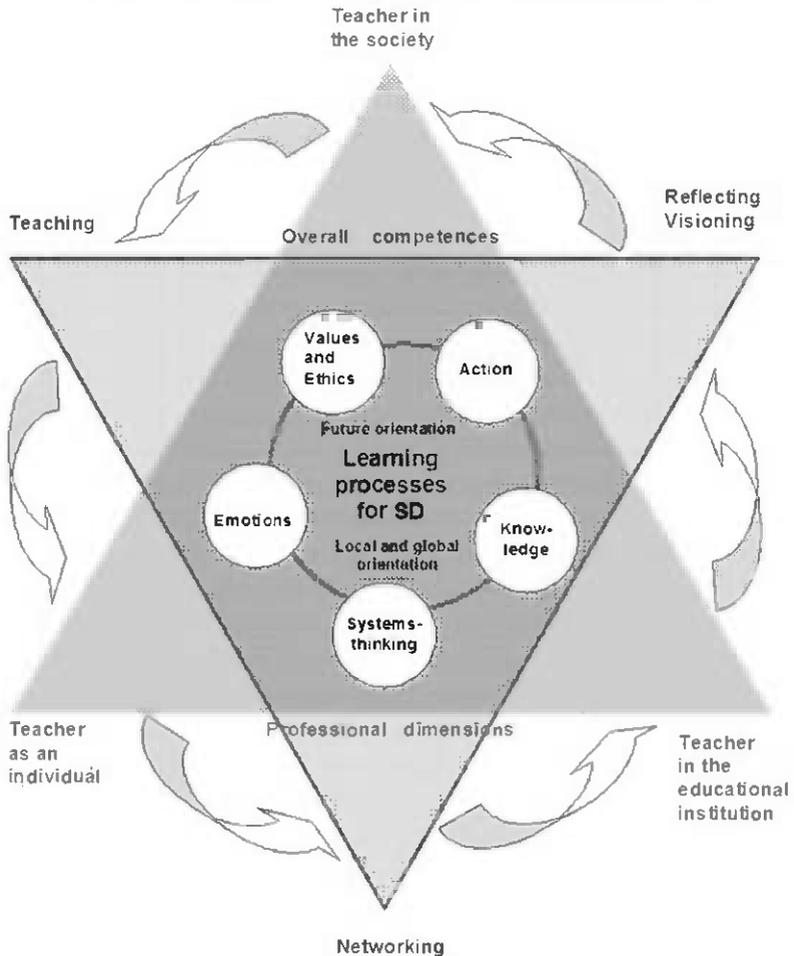 Teacher in
the society
Teaching
Reflecting
Visioning
Overall competences
Values
and
Ethics
Action
Future orientation
Learning
processes
for SD
Emotions
Know-
ledge
Local and global
orientation
Systems-
thinking
Teacher
as an
individual
Professional dimensions
Teacher
in the
educational
institution
Networking